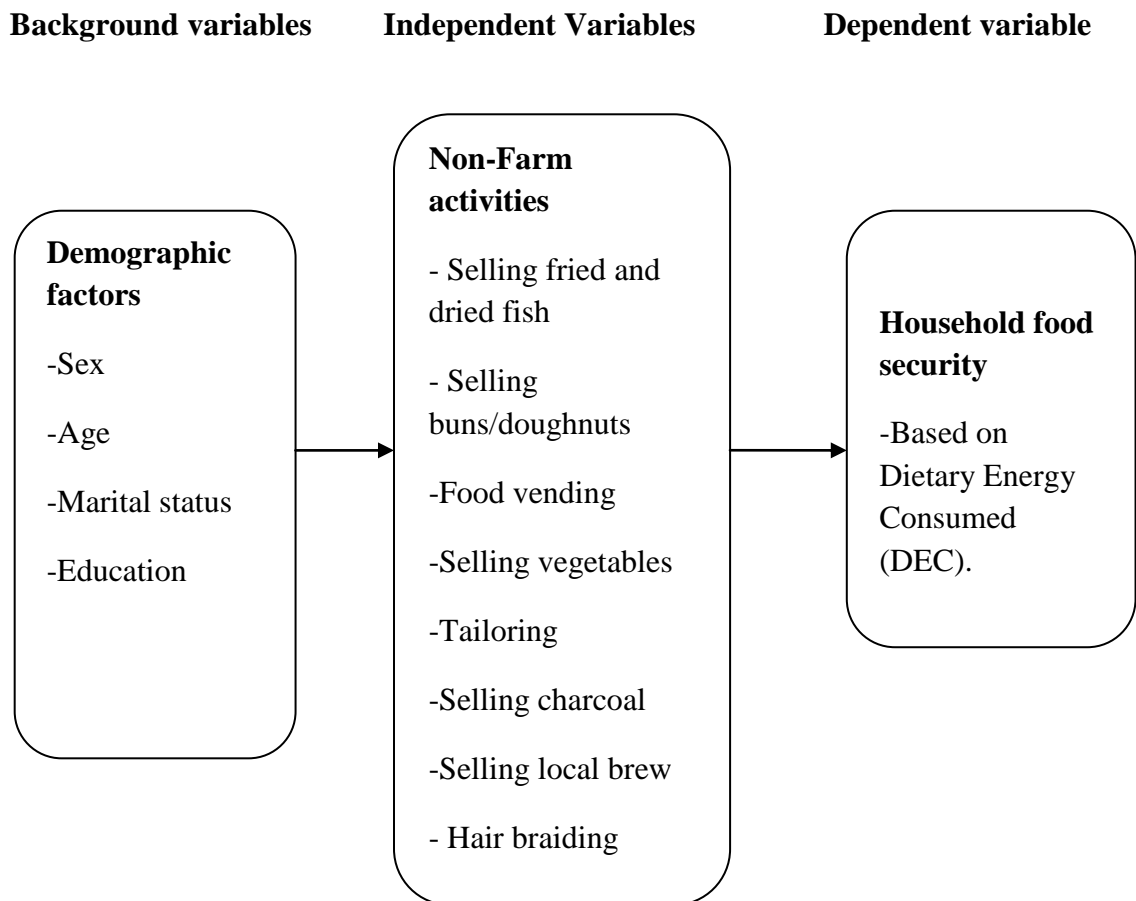 Background variables
Independent Variables
Dependent variable
Demographic
factors
-Sex
-Age
-Marital status
-Education
Non-Farm
activities
- Selling fried and
dried fish
- Selling
buns/doughnuts
-Food vending
-Selling vegetables
-Tailoring
-Selling charcoal
-Selling local brew
- Hair braiding
Household food
security
-Based on
Dietary Energy
Consumed
(DEC).